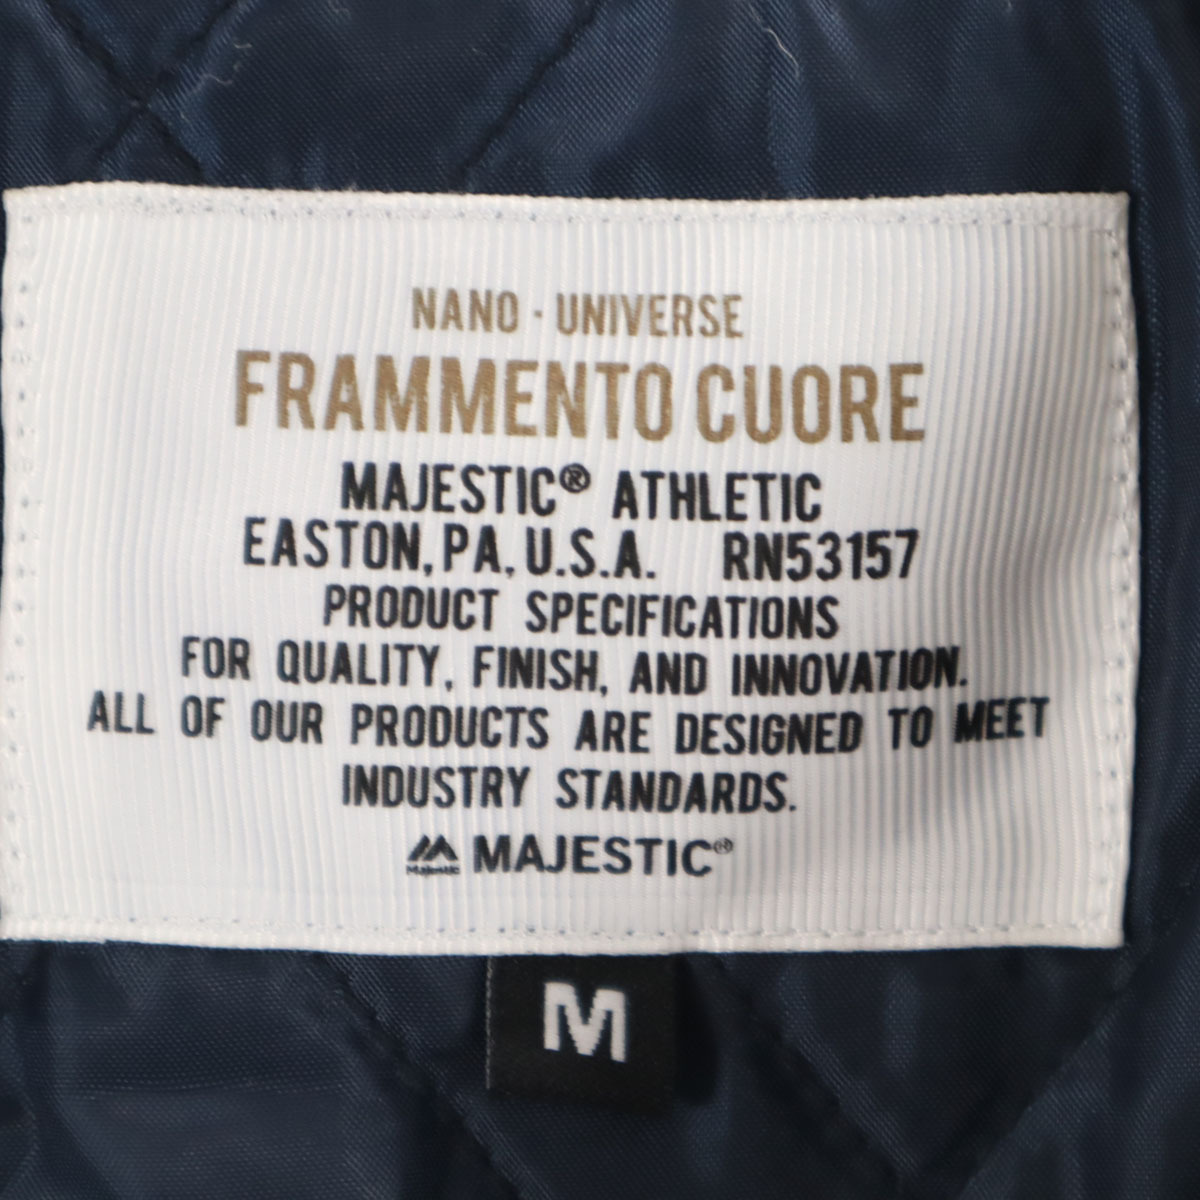 NANO · UNIVERSE
FRAMMENTO CUORE
MAJESTIC® ATHLETIC
EASTON, PA, U.S.A. RN53157
PRODUCT SPECIFICATIONS
FOR QUALITY, FINISH, AND INNOVATION.
ALL OF OUR PRODUCTS ARE DESIGNED TO MEET
INDUSTRY STANDARDS.
Majestic MAJESTIC®
M